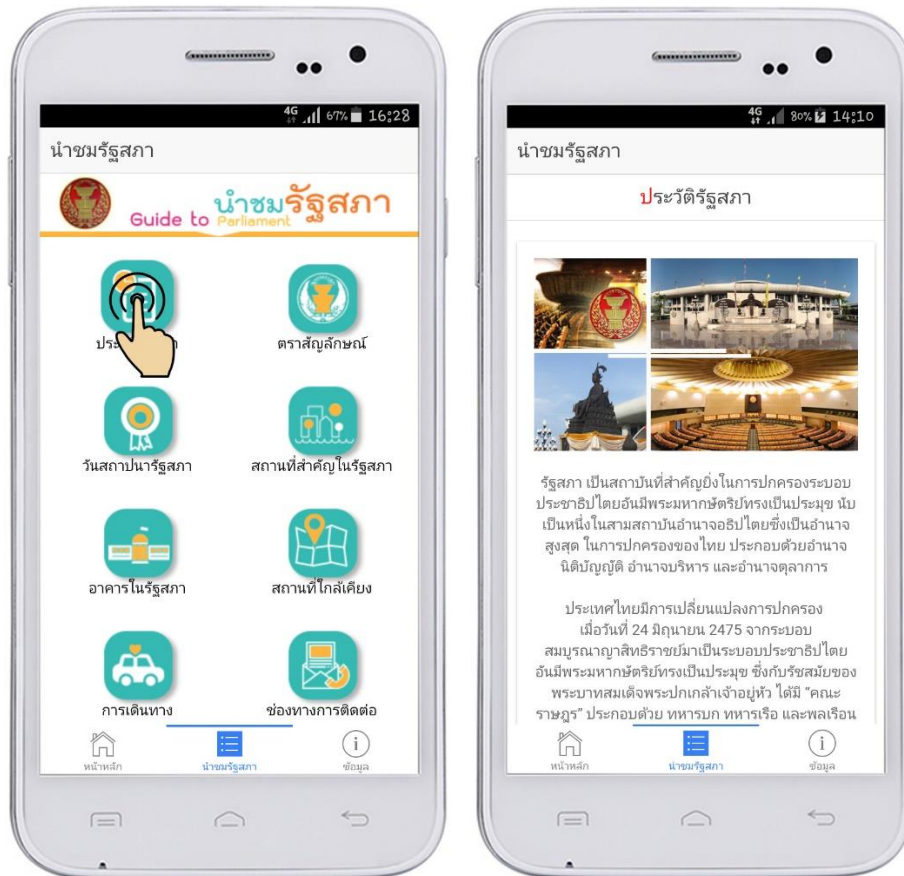 4G 67% 16:28
นำชมรัฐสภา
Guide to Parliament นำชมรัฐสภา
ตราสัญลักษณ์
วันสถาปนารัฐสภา
สถานที่สำคัญในรัฐสภา
อาคารในรัฐสภา
สถานที่ใกล้เคียง
การเดินทาง
ช่องทางการติดต่อ
หน้าหลัก
นำชมรัฐสภา
ข้อมูล
4G 80% 14:10
นำชมรัฐสภา
ประวัติรัฐสภา
รัฐสภา เป็นสถาบันที่สำคัญยิ่งในการปกครองระบอบ
ประชาธิปไตยอันมีพระมหากษัตริย์ทรงเป็นประมุข นับ
เป็นหนึ่งในสามสถาบันอำนาจอธิปไตยซึ่งเป็นอำนาจ
สูงสุด ในการปกครองของไทย ประกอบด้วยอำนาจ
นิติบัญญัติ อำนาจบริหาร และอำนาจตุลาการ
ประเทศไทยมีการเปลี่ยนแปลงการปกครอง
เมื่อวันที่ 24 มิถุนายน 2475 จากระบอบ
สมบูรณาญาสิทธิราชย์มาเป็นระบอบประชาธิปไตย
อันมีพระมหากษัตริย์ทรงเป็นประมุข ซึ่งกับรัชสมัยของ
พระบาทสมเด็จพระปกเกล้าเจ้าอยู่หัว ได้มี “คณะ
ราษฎร” ประกอบด้วย ทหารบก ทหารเรือ และพลเรือน
หน้าหลัก
นำชมรัฐสภา
ข้อมูล